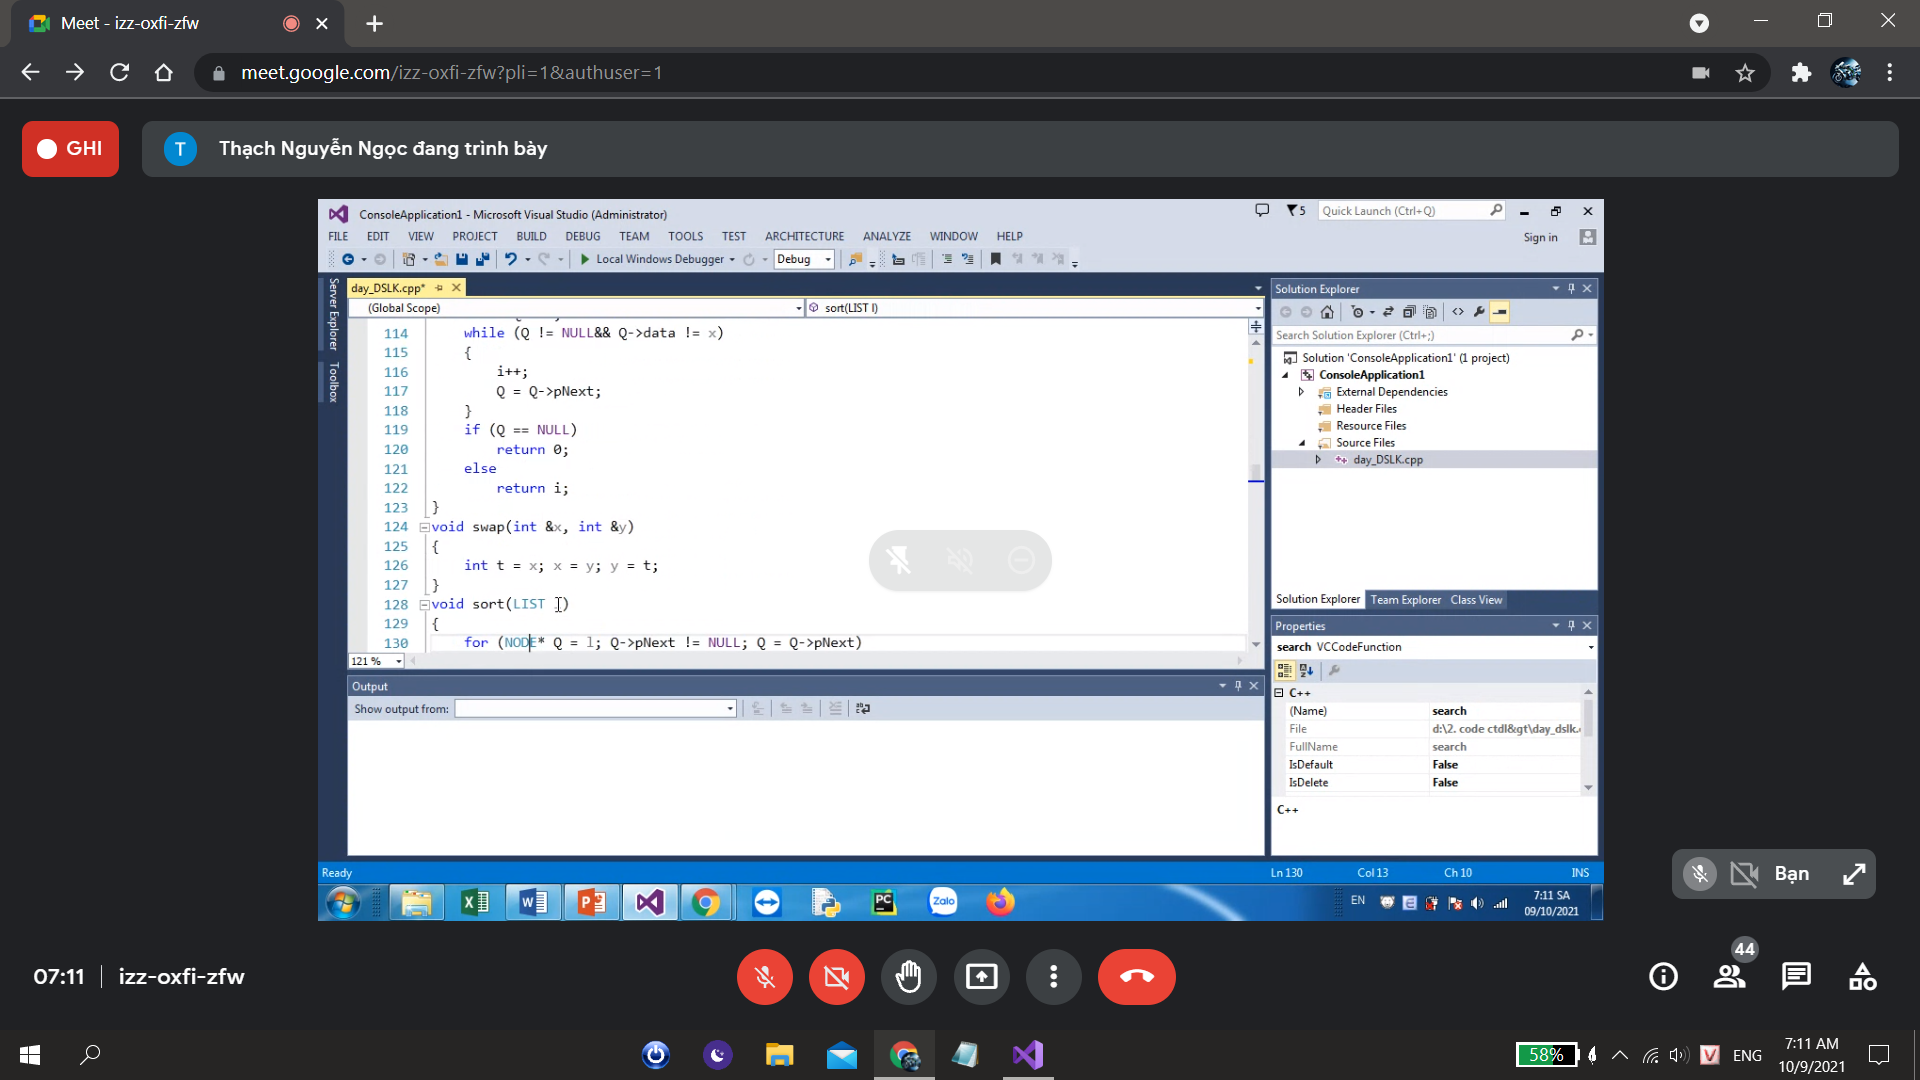 Meet - izz-oxfi-zfw
meet.google.com/izz-oxfi-zfw?pli=1&authuser=1
GHI
T
Thạch Nguyễn Ngọc đang trình bày
ConsoleApplication1 - Microsoft Visual Studio (Administrator)
5
Quick Launch (Ctrl+Q)
FILE EDIT VIEW PROJECT BUILD DEBUG TEAM TOOLS TEST ARCHITECTURE ANALYZE WINDOW HELP
Sign in
Local Windows Debugger
Debug
Server Explorer
Toolbox
day_DSLK.cpp*
(Global Scope)
sort(LIST l)
114 while (Q != NULL&& Q->data != x)
115 {
116 i++;
117 Q = Q->pNext;
118 }
119 if (Q == NULL)
120 return 0;
121 else
122 return i;
123 }
124 void swap(int &x, int &y)
125 {
126 int t = x; x = y; y = t;
127 }
128 void sort(LIST )
129 {
130 for (NODE* Q = l; Q->pNext != NULL; Q = Q->pNext)
121 %
Output
Show output from:
Solution Explorer
Search Solution Explorer (Ctrl+;)
Solution 'ConsoleApplication1' (1 project)
ConsoleApplication1
External Dependencies
Header Files
Resource Files
Source Files
day_DSLK.cpp
Solution Explorer Team Explorer Class View
Properties
search VCCodeFunction
C++
(Name) search
File d:\2. code ctdl&gt\day_dslk.
FullName search
IsDefault False
IsDelete False
C++
Ready
Ln 130 Col 13 Ch 10 INS
Zalo
PC
EN
7:11 SA
09/10/2021
Bạn
07:11 | izz-oxfi-zfw
44
58%
ENG
7:11 AM
10/9/2021